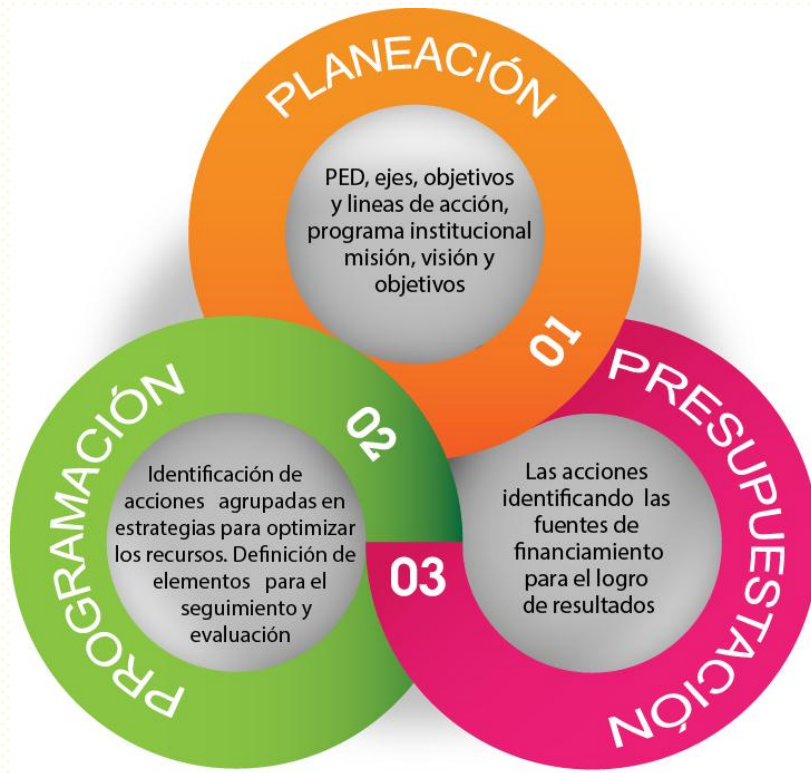 PLANEACIÓN
PED, ejes, objetivos
y lineas de acción,
programa institucional
misión, visión y
objetivos
01
PROGRAMACIÓN
02
Identificación de
acciones agrupadas en
estrategias para optimizar
los recursos. Definición de
elementos para el
seguimiento y
evaluación
PRESUPUESTACIÓN
03
Las acciones
identificando las
fuentes de
financiamiento
para el logro
de resultados